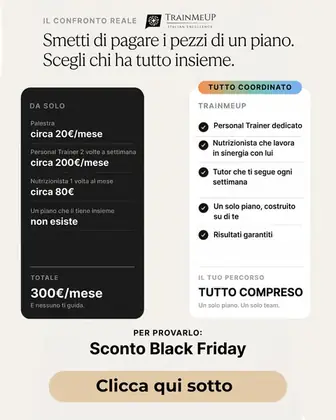 IL CONFRONTO REALE
TRAINMEUP
ITALIAN EXCELLENCE
Smetti di pagare i pezzi di un piano.
Scegli chi ha tutto insieme.
DA SOLO
Palestra
circa 20€/mese
Personal Trainer 2 volte a settimana
circa 200€/mese
Nutrizionista 1 volta al mese
circa 80€
Un piano che li tiene insieme
non esiste
TOTALE
300€/mese
E nessuno ti guida.
TUTTO COORDINATO
TRAINMEUP
Personal Trainer dedicato
Nutrizionista che lavora
in sinergia con lui
Tutor che ti segue ogni
settimana
Un solo piano, costruito
su di te
Risultati garantiti
IL TUO PERCORSO
TUTTO COMPRESO
Un solo piano. Un solo team.
PER PROVARLO:
Sconto Black Friday
Clicca qui sotto